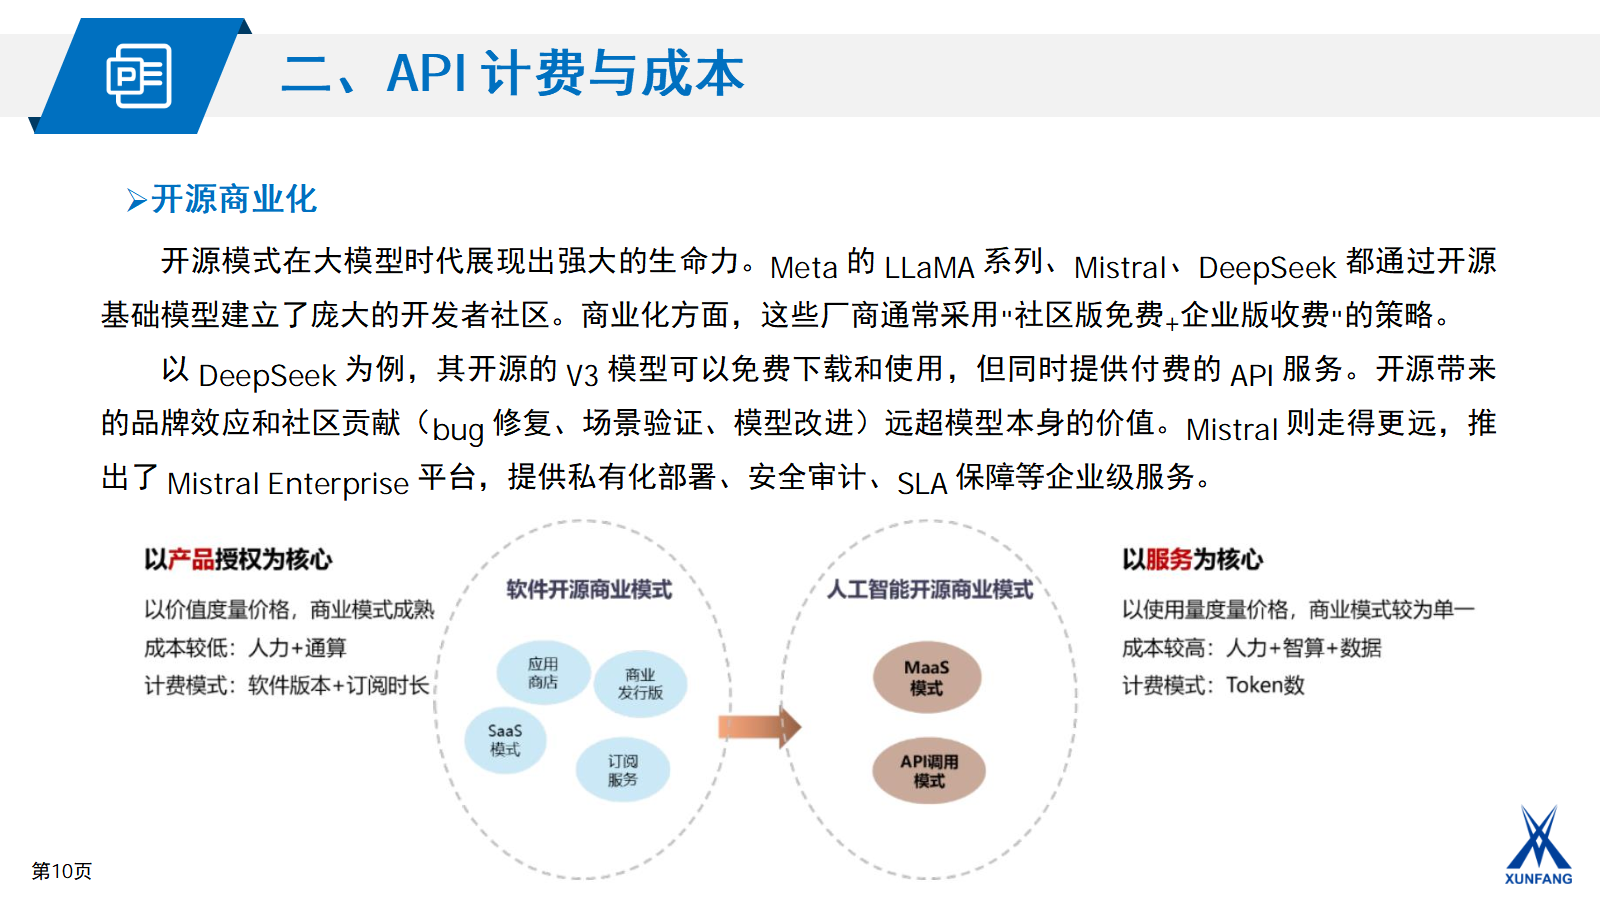 二、API 计费与成本
➢开源商业化
开源模式在大模型时代展现出强大的生命力。Meta 的 LLaMA 系列、Mistral、DeepSeek 都通过开源
基础模型建立了庞大的开发者社区。商业化方面，这些厂商通常采用"社区版免费+企业版收费"的策略。
以 DeepSeek 为例，其开源的 V3 模型可以免费下载和使用，但同时提供付费的 API 服务。开源带来
的品牌效应和社区贡献（bug 修复、场景验证、模型改进）远超模型本身的价值。Mistral 则走得更远，推
出了 Mistral Enterprise 平台，提供私有化部署、安全审计、SLA 保障等企业级服务。
以产品授权为核心
以价值度量价格，商业模式成熟
成本较低：人力+通算
计费模式：软件版本+订阅时长
软件开源商业模式
应用
商店
商业
发行版
SaaS
模式
订阅
服务
人工智能开源商业模式
MaaS
模式
API调用
模式
以服务为核心
以使用量度量价格，商业模式较为单一
成本较高：人力+智算+数据
计费模式：Token数
XUNFANG
第10页